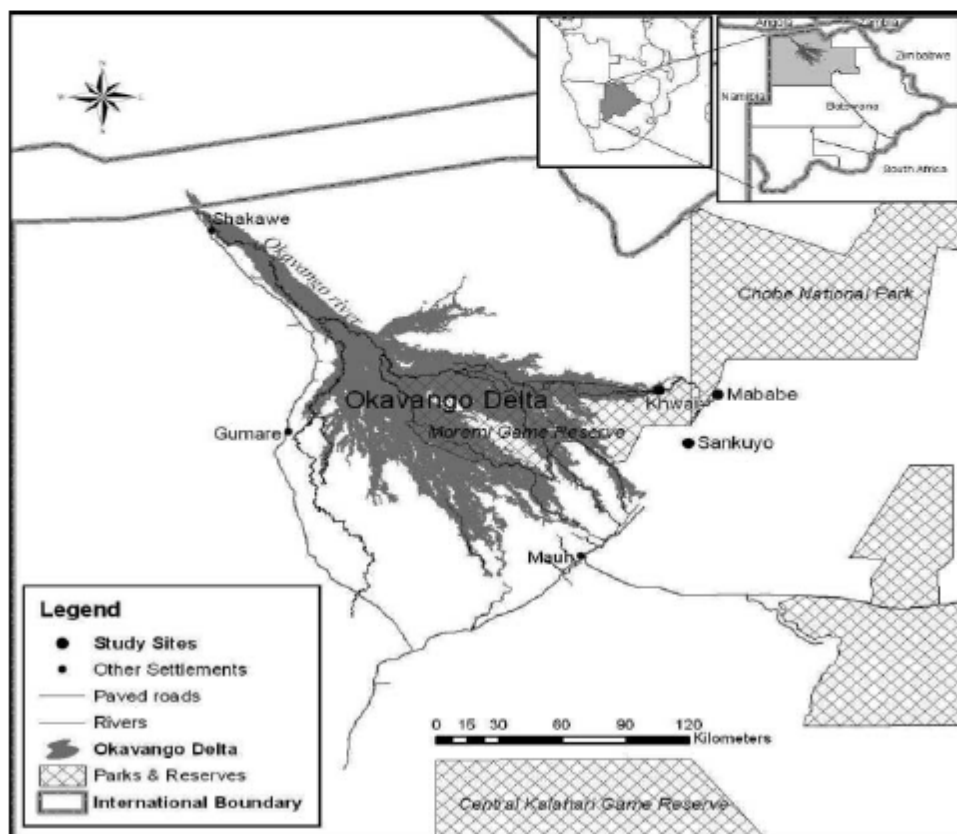 Angola
Zambia
Zimbabwe
Namibia
Botswana
South Africa
N
W
E
S
Shakawe
Okavango river
Chobe National Park
Okavango Delta
Khwai
Mababe
Gumare
Moremi Game Reserve
Sankuyo
Maun
Legend
Study Sites
Other Settlements
Paved roads
Rivers
Okavango Delta
Parks & Reserves
International Boundary
0 15 30 60 90 120
Kilometers
Central Kalahari Game Reserve